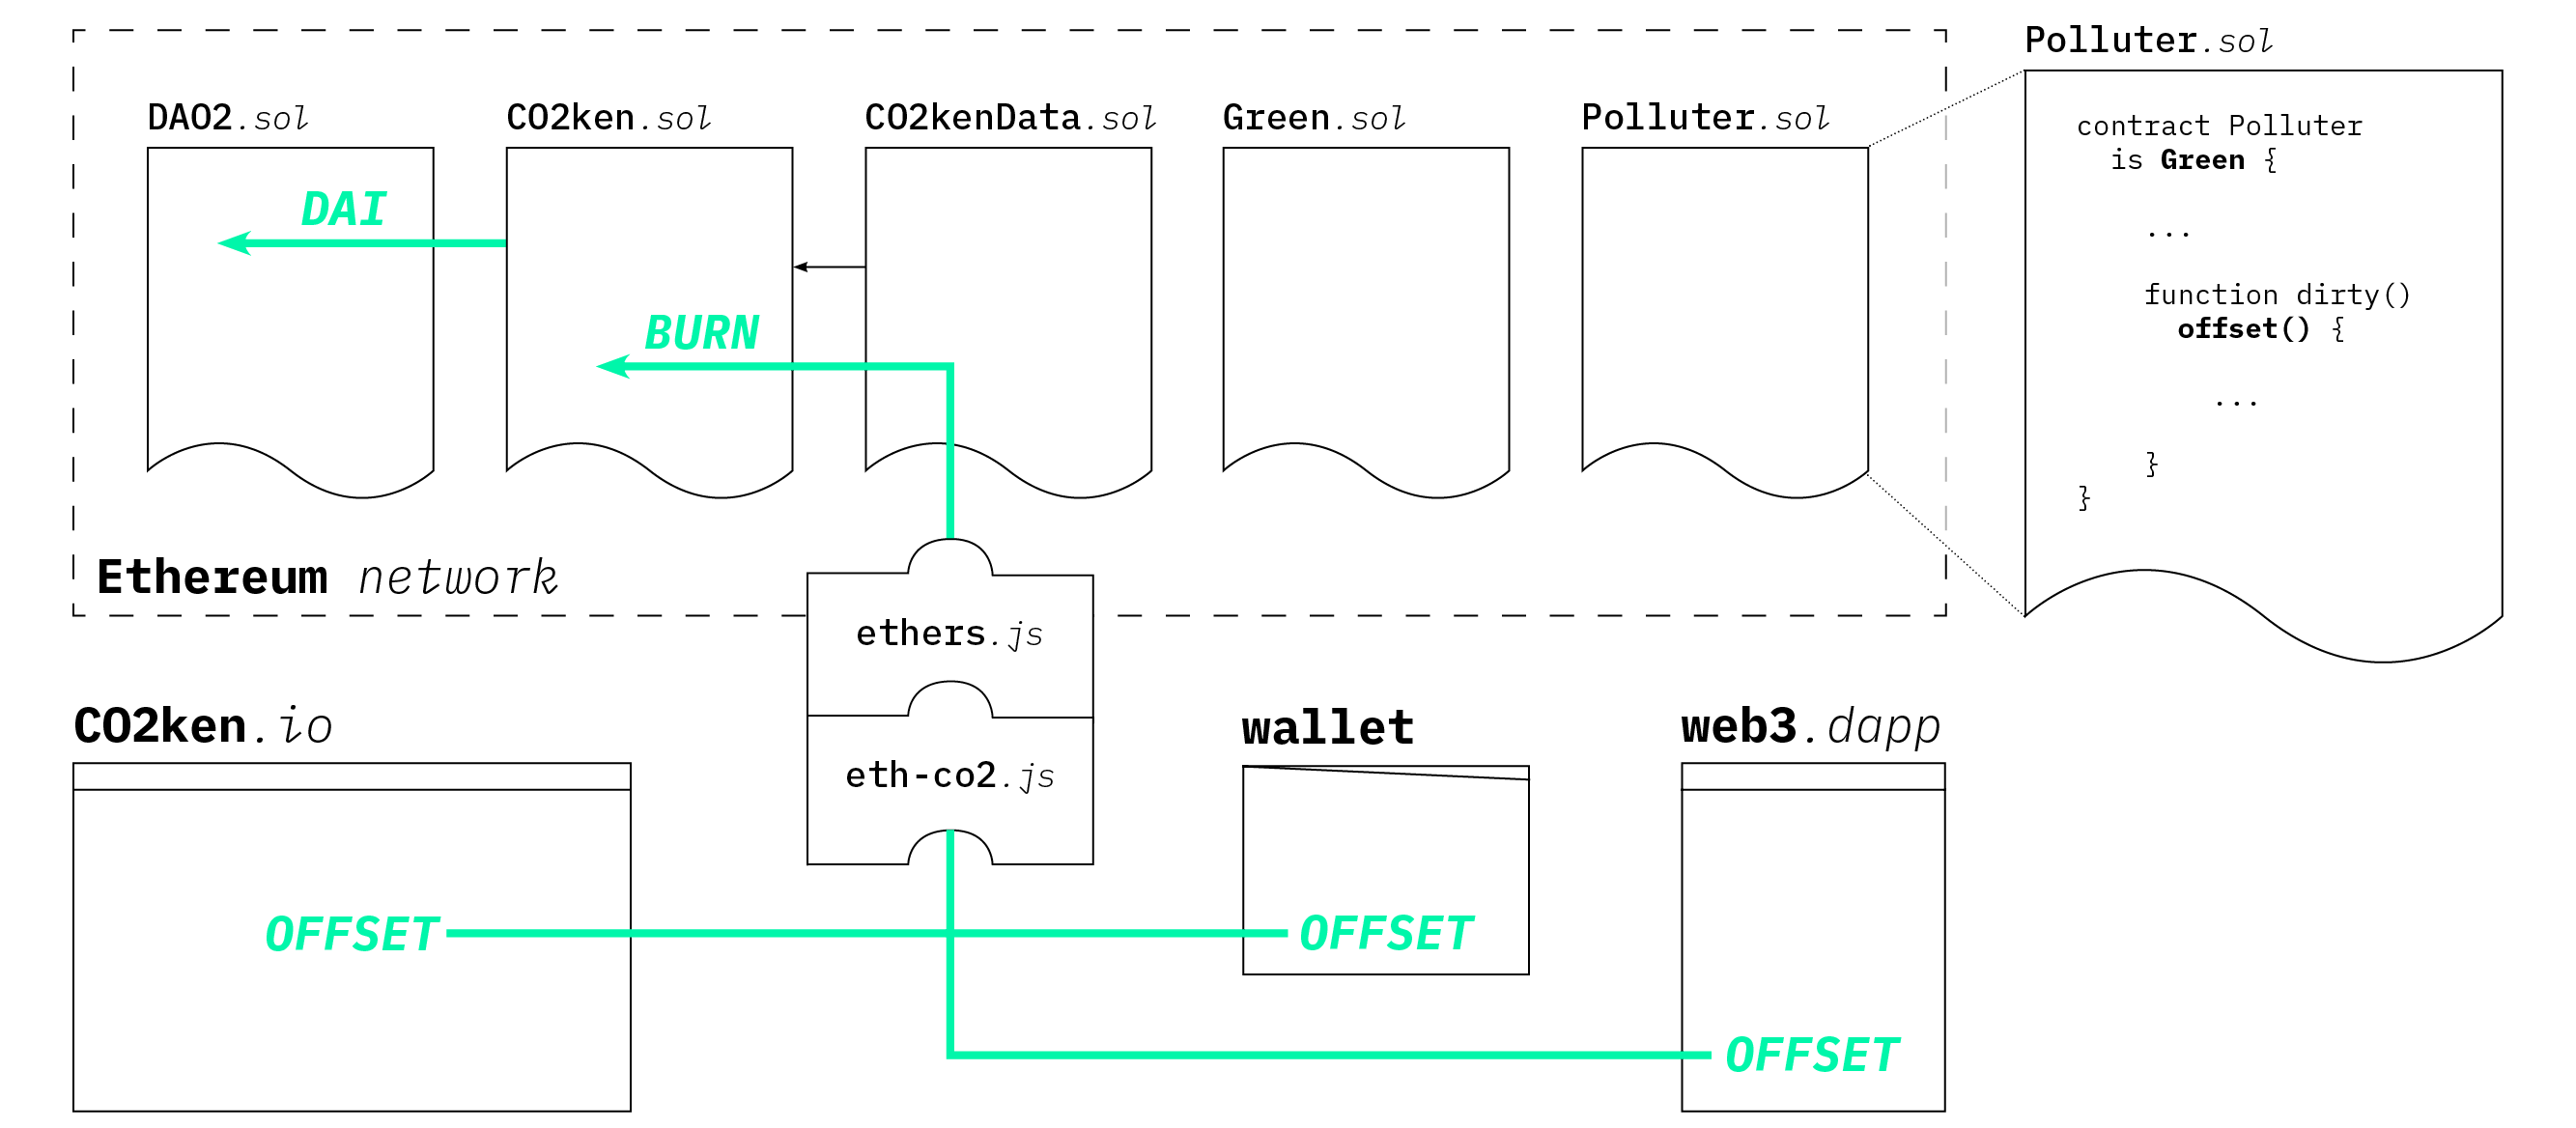 DAO2.sol
CO2ken.sol
CO2kenData.sol
Green.sol
Polluter.sol
DAI
BURN
Ethereum network
Polluter.sol
contract Polluter
is Green {
...
function dirty()
offset() {
...
}
}
ethers.js
eth-co2.js
CO2ken.io
OFFSET
wallet
OFFSET
web3.dapp
OFFSET